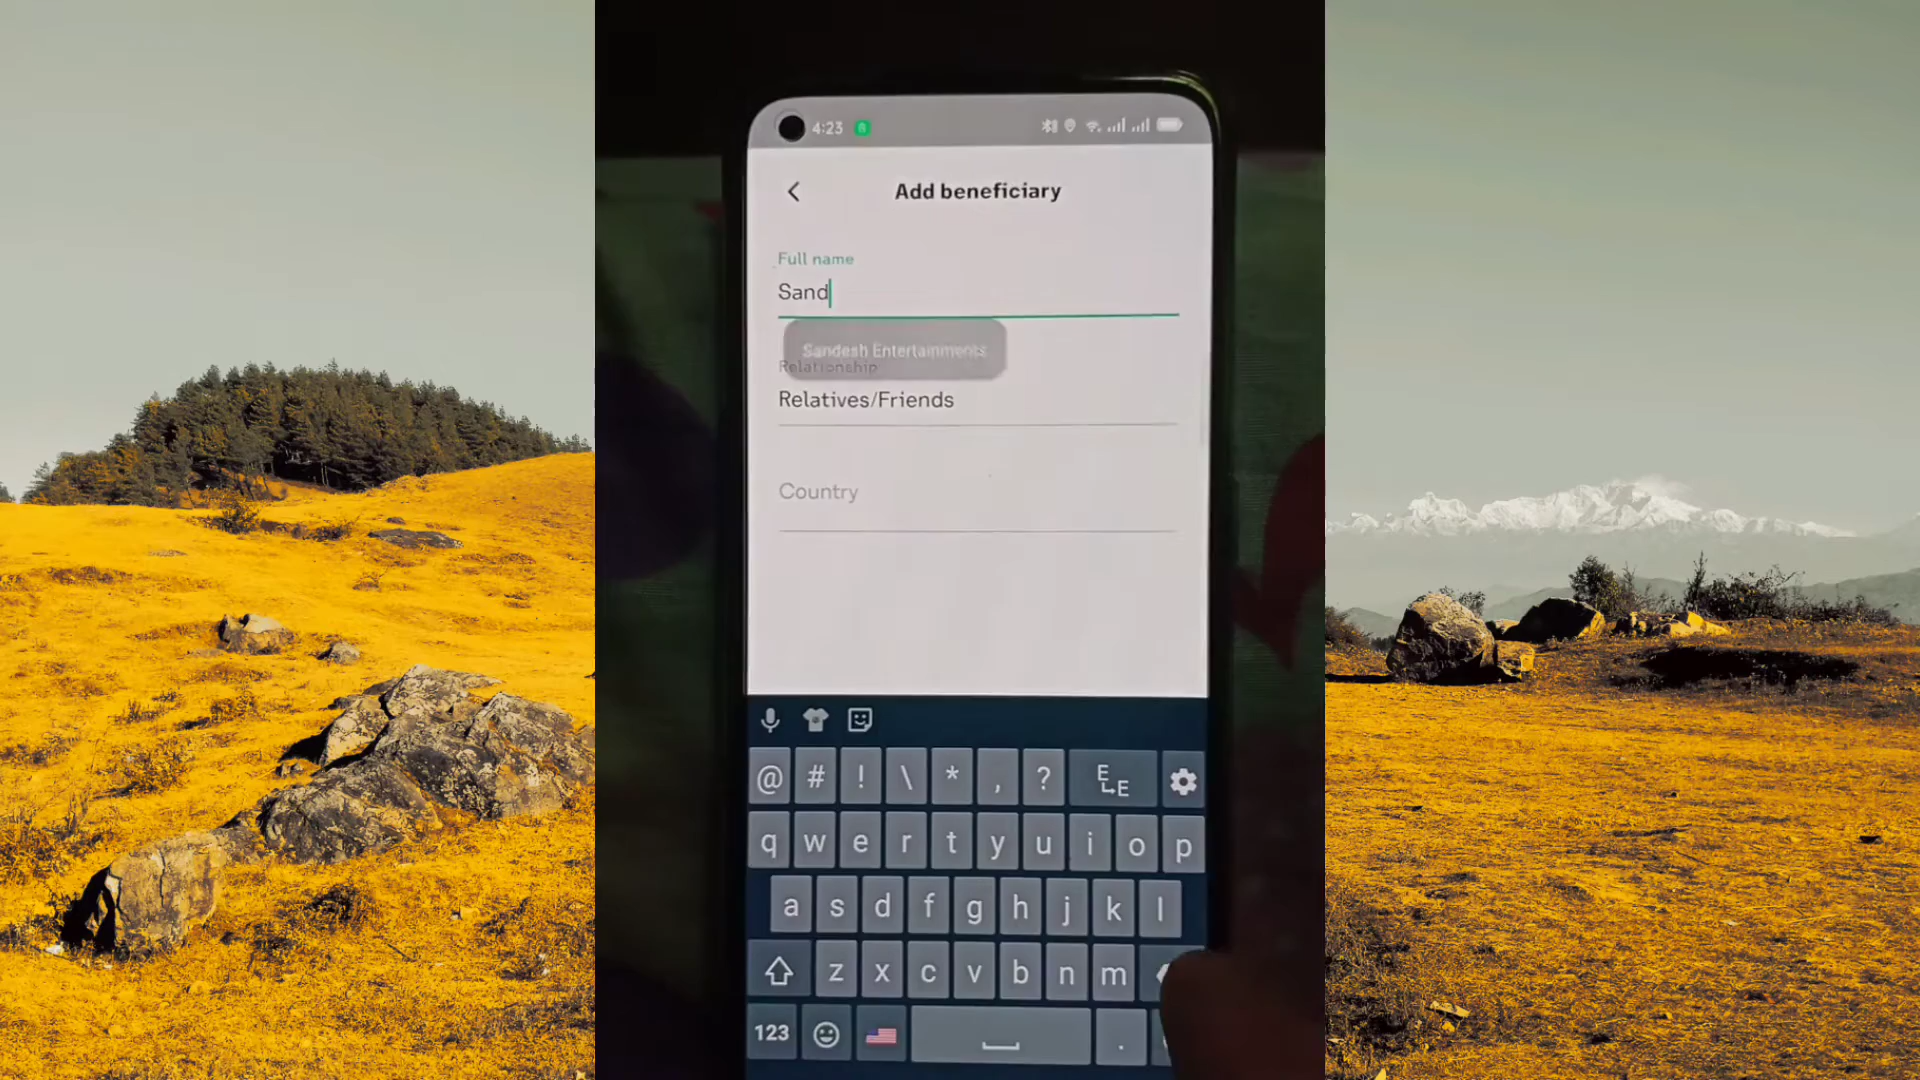 4:23
Add beneficiary
Full name
Sand
Sandesh Entertainments
Relationship
Relatives/Friends
Country
@ # ! \ * , ? E E
q w e r t y u i o p
a s d f g h j k l
z x c v b n m
123 .